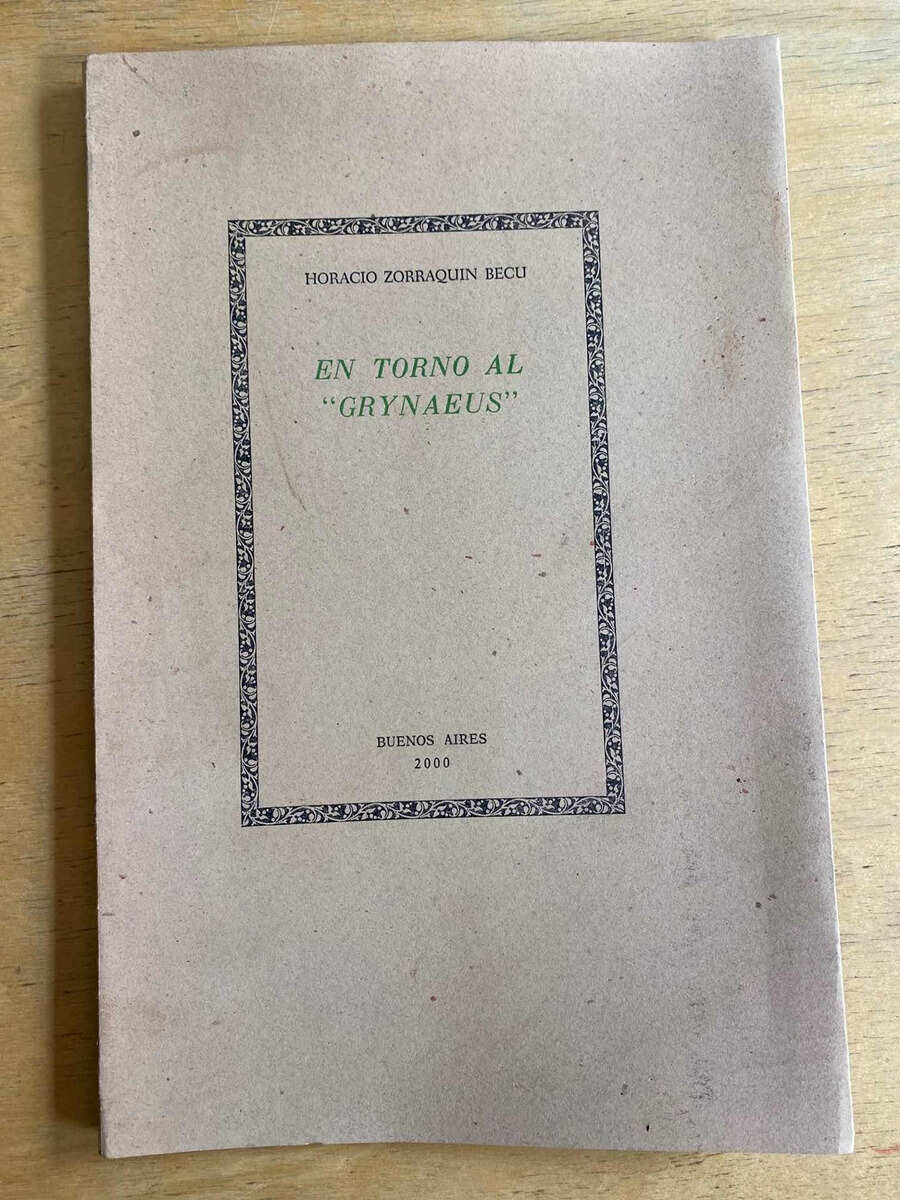 HORACIO ZORRAQUIN BECU
EN TORNO AL
“GRYNAEUS”
BUENOS AIRES
2000